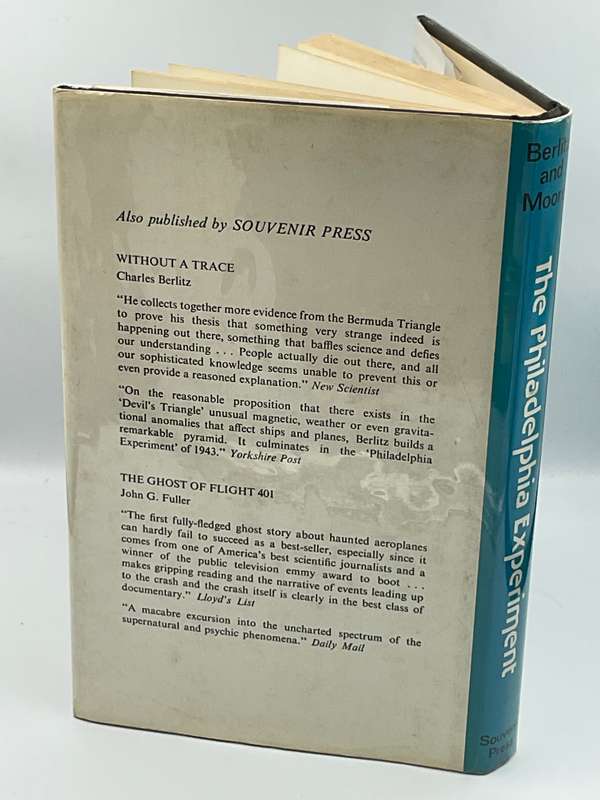 Also published by SOUVENIR PRESS
WITHOUT A TRACE
Charles Berlitz
"He collects together more evidence from the Bermuda Triangle
to prove his thesis that something very strange indeed is
happening out there, something that baffles science and defies
our understanding . . . People actually die out there, and all
our sophisticated knowledge seems unable to prevent this or
even provide a reasoned explanation." New Scientist
"On the reasonable proposition that there exists in the
'Devil's Triangle' unusual magnetic, weather or even gravita-
tional anomalies that affect ships and planes, Berlitz builds a
remarkable pyramid. It culminates in the 'Philadelphia
Experiment' of 1943." Yorkshire Post
THE GHOST OF FLIGHT 401
John G. Fuller
"The first fully-fledged ghost story about haunted aeroplanes
can hardly fail to succeed as a best-seller, especially since it
comes from one of America's best scientific journalists and a
winner of the public television emmy award to boot . . .
makes gripping reading and the narrative of events leading up
to the crash and the crash itself is clearly in the best class of
documentary." Lloyd's List
"A macabre excursion into the uncharted spectrum of the
supernatural and psychic phenomena." Daily Mail
Berlitz
and
Moore
The Philadelphia Experiment
Souvenir
Press